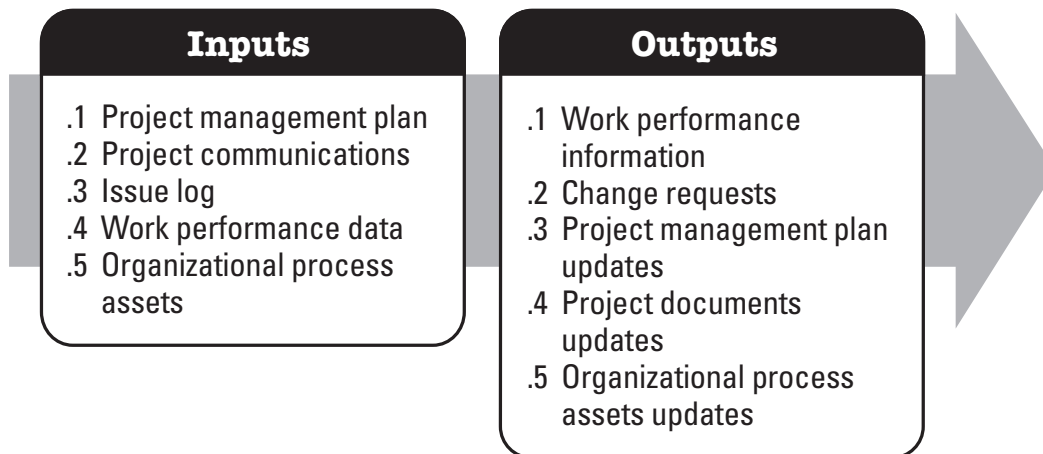 Inputs
.1 Project management plan
.2 Project communications
.3 Issue log
.4 Work performance data
.5 Organizational process
assets
Outputs
.1 Work performance
information
.2 Change requests
.3 Project management plan
updates
.4 Project documents
updates
.5 Organizational process
assets updates